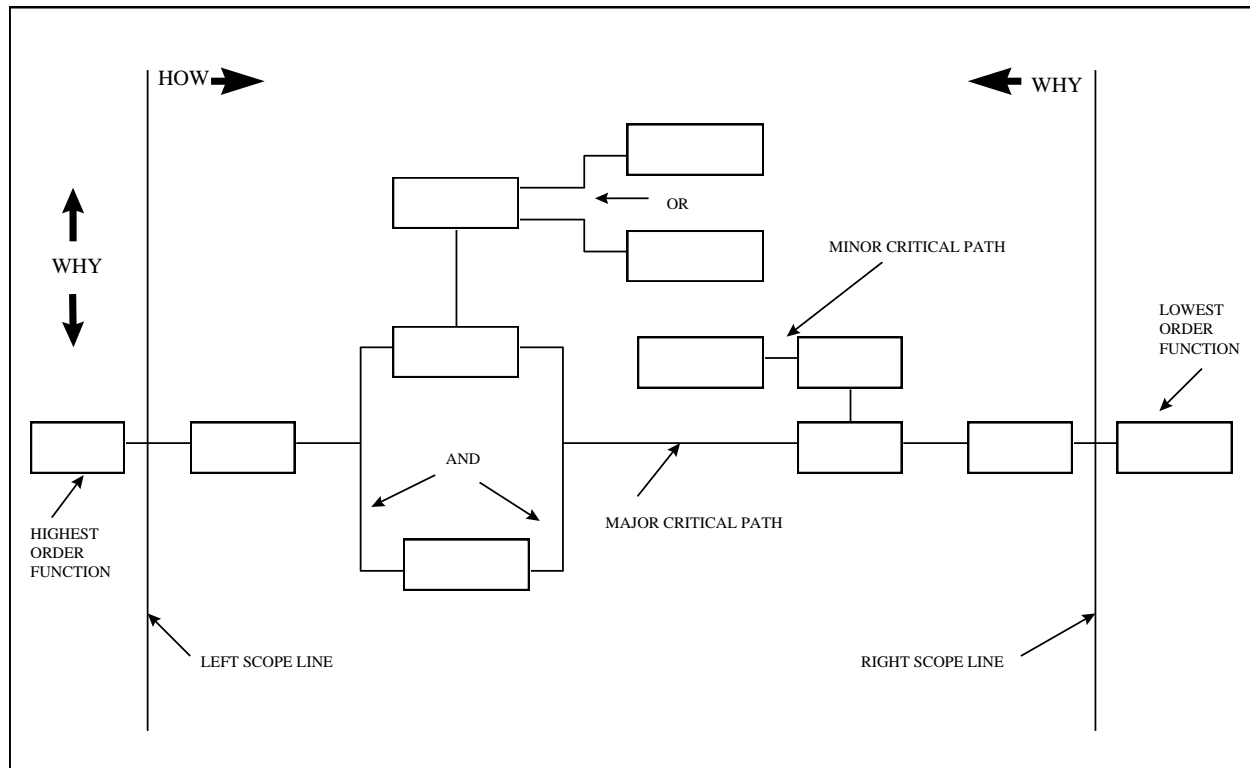 HOW
WHY
OR
WHY
MINOR CRITICAL PATH
LOWEST
ORDER
FUNCTION
AND
MAJOR CRITICAL PATH
HIGHEST
ORDER
FUNCTION
LEFT SCOPE LINE
RIGHT SCOPE LINE